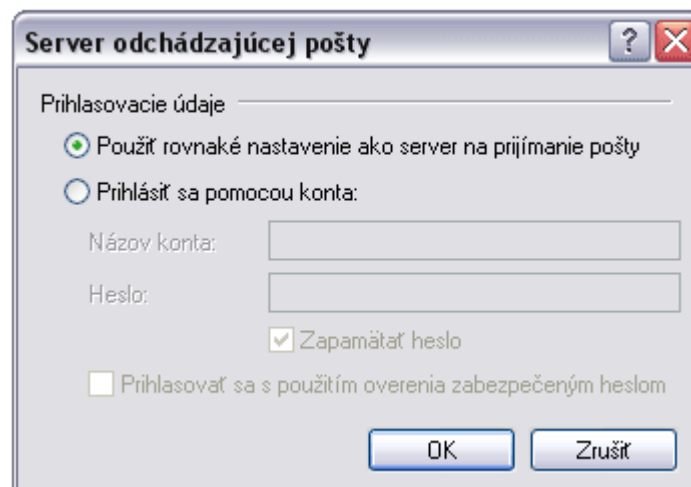 Server odchádzajúcej pošty
Prihlasovacie údaje
Použiť rovnaké nastavenie ako server na prijímanie pošty
Prihlásiť sa pomocou konta:
Názov konta:
Heslo:
Zapamätať heslo
Prihlasovať sa s použitím overenia zabezpečeným heslom
OK Zrušiť